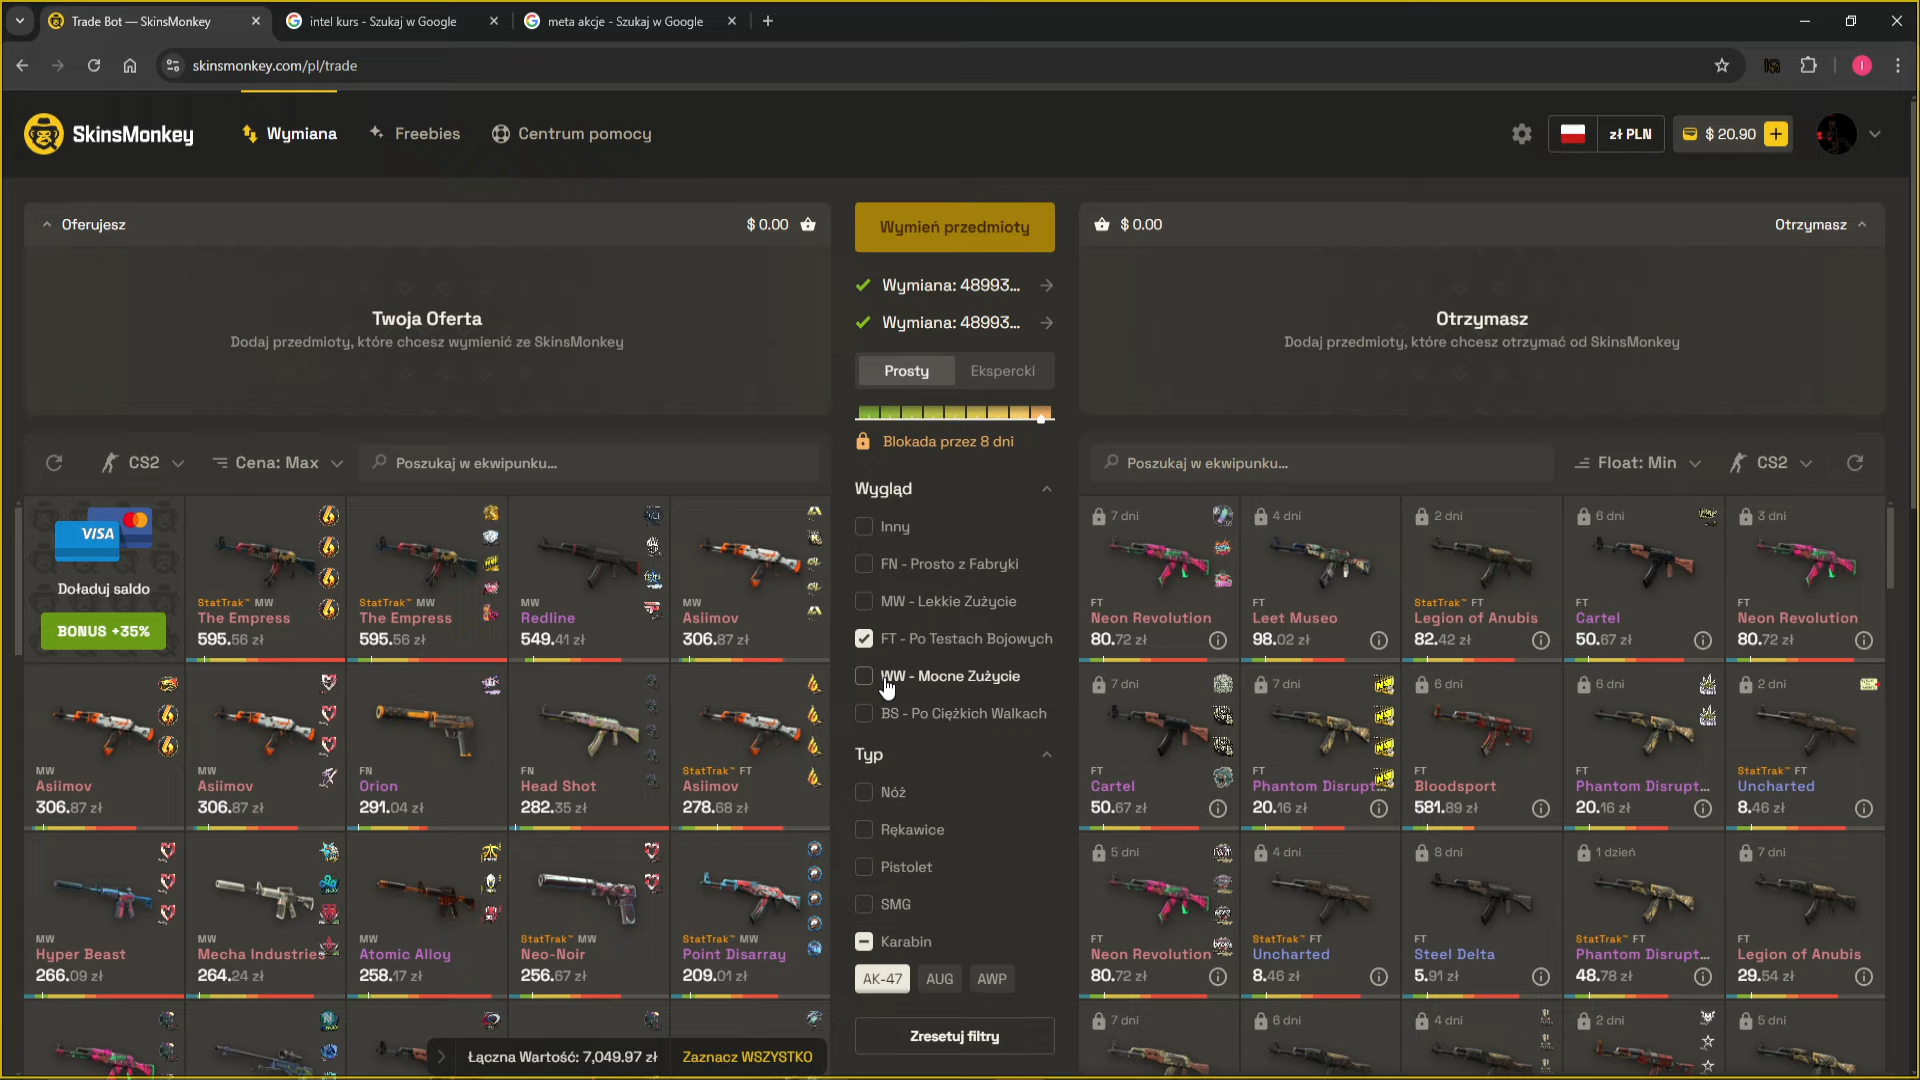 Trade Bot — SkinsMonkey
intel kurs - Szukaj w Google
meta akcje - Szukaj w Google
skinsmonkey.com/pl/trade
SkinsMonkey
Wymiana
Freebies
Centrum pomocy
zł PLN
$ 20.90
Oferujesz
$ 0.00
Twoja Oferta
Dodaj przedmioty, które chcesz wymienić ze SkinsMonkey
Wymień przedmioty
Wymiana: 48993...
Wymiana: 48993...
Prosty
Ekspercki
Blokada przez 8 dni
$ 0.00
Otrzymasz
Otrzymasz
Dodaj przedmioty, które chcesz otrzymać od SkinsMonkey
CS2
Cena: Max
Poszukaj w ekwipunku...
VISA
Doładuj saldo
BONUS +35%
StatTrak™ MW
The Empress
595.56 zł
StatTrak™ MW
The Empress
595.56 zł
MW
Redline
549.41 zł
MW
Asiimov
306.87 zł
MW
Asiimov
306.87 zł
MW
Asiimov
306.87 zł
FN
Orion
291.04 zł
FN
Head Shot
282.35 zł
StatTrak™ FT
Asiimov
278.68 zł
MW
Hyper Beast
266.09 zł
MW
Mecha Industries
264.24 zł
MW
Atomic Alloy
258.17 zł
StatTrak™ MW
Neo-Noir
256.67 zł
StatTrak™ MW
Point Disarray
209.01 zł
Łączna Wartość: 7,049.97 zł
Zaznacz WSZYSTKO
Wygląd
Inny
FN - Prosto z Fabryki
MW - Lekkie Zużycie
FT - Po Testach Bojowych
WW - Mocne Zużycie
BS - Po Ciężkich Walkach
Typ
Nóż
Rękawice
Pistolet
SMG
Karabin
AK-47
AUG
AWP
Zresetuj filtry
Poszukaj w ekwipunku...
Float: Min
CS2
7 dni
FT
Neon Revolution
80.72 zł
4 dni
FT
Leet Museo
98.02 zł
2 dni
StatTrak™ FT
Legion of Anubis
82.42 zł
6 dni
FT
Cartel
50.67 zł
3 dni
FT
Neon Revolution
80.72 zł
7 dni
FT
Cartel
50.67 zł
7 dni
FT
Phantom Disrupt...
20.16 zł
6 dni
FT
Bloodsport
581.89 zł
6 dni
FT
Phantom Disrupt...
20.16 zł
2 dni
StatTrak™ FT
Uncharted
8.46 zł
5 dni
FT
Neon Revolution
80.72 zł
4 dni
StatTrak™ FT
Uncharted
8.46 zł
8 dni
FT
Steel Delta
5.91 zł
1 dzień
StatTrak™ FT
Phantom Disrupt...
48.78 zł
7 dni
FT
Legion of Anubis
29.54 zł
7 dni
6 dni
4 dni
2 dni
5 dni